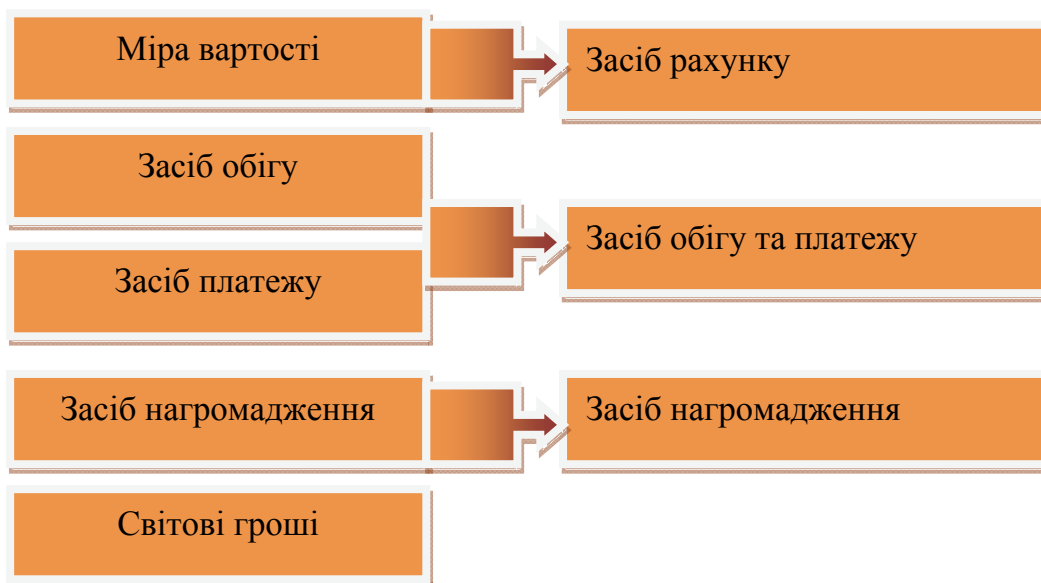 Міра вартості
Засіб рахунку
Засіб обігу
Засіб платежу
Засіб обігу та платежу
Засіб нагромадження
Засіб нагромадження
Світові гроші